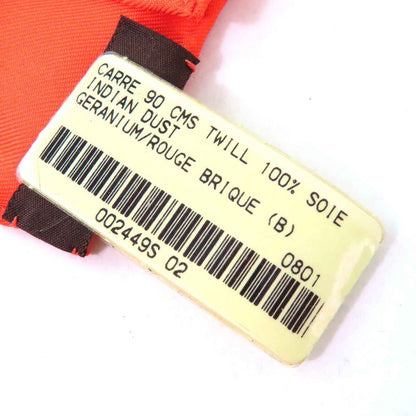 CARRE 90 CMS TWILL 100% SOIE
INDIAN DUST
GERANIUM/ROUGE BRIQUE (B)
0801
002449S 02